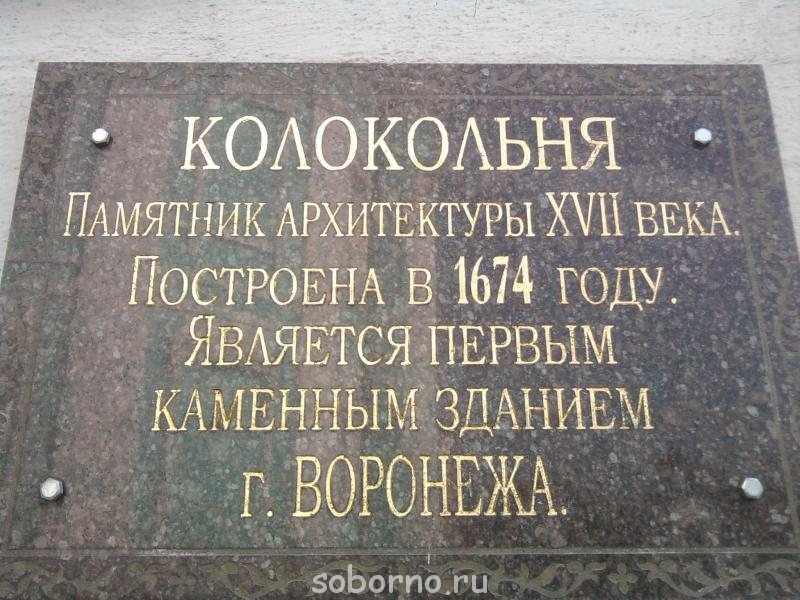 КОЛОКОЛЬНЯ
ПАМЯТНИК АРХИТЕКТУРЫ XVII ВЕКА.
ПОСТРОЕНА В 1674 ГОДУ.
ЯВЛЯЕТСЯ ПЕРВЫМ
КАМЕННЫМ ЗДАНИЕМ
г. ВОРОНЕЖА.
soborno.ru